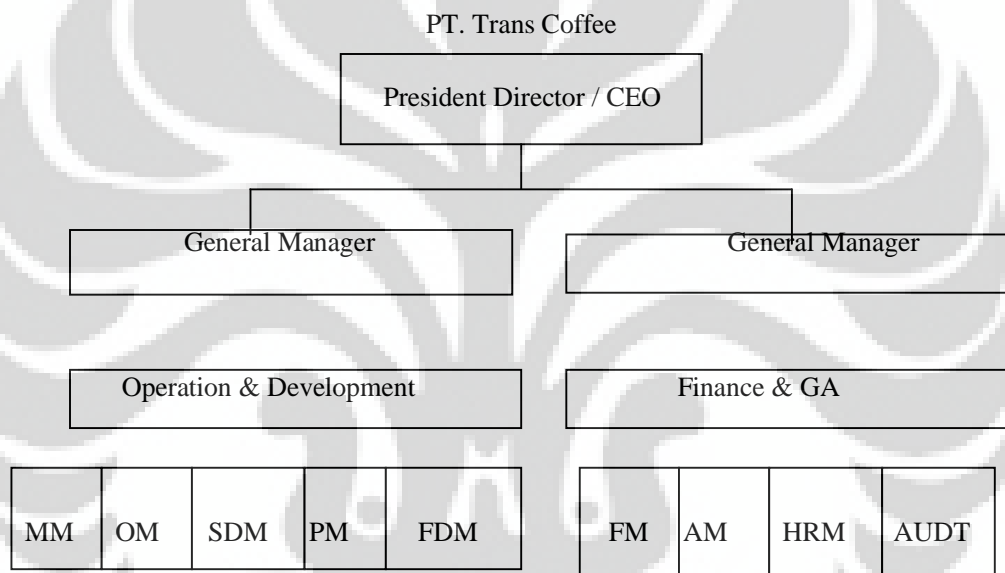 PT. Trans Coffee
President Director / CEO
General Manager
General Manager
Operation & Development
Finance & GA
MM OM SDM PM FDM
FM AM HRM AUDT